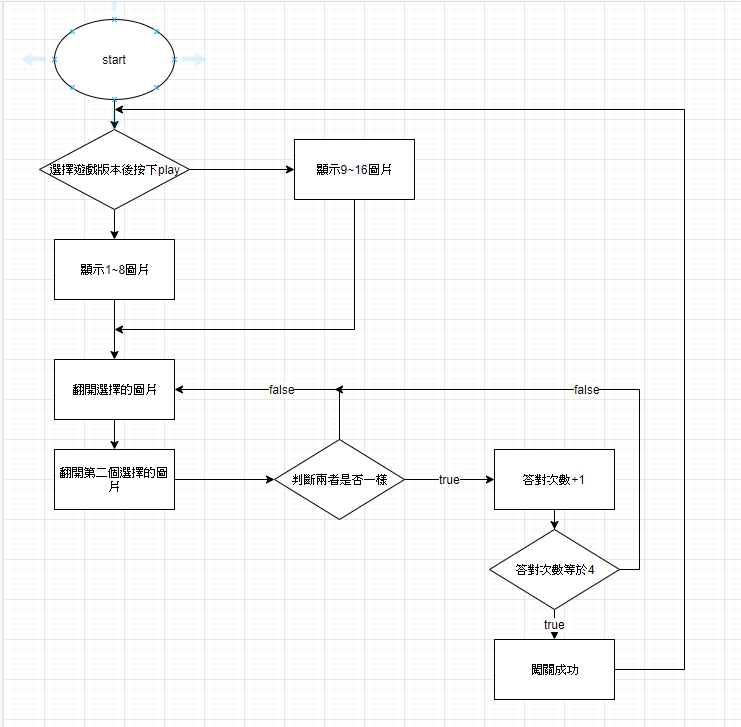 start
選擇遊戲版本後按下play
顯示9~16圖片
顯示1~8圖片
翻開選擇的圖片
false
false
翻開第二個選擇的圖
片
判斷兩者是否一樣
true
答對次數+1
答對次數等於4
true
闖關成功